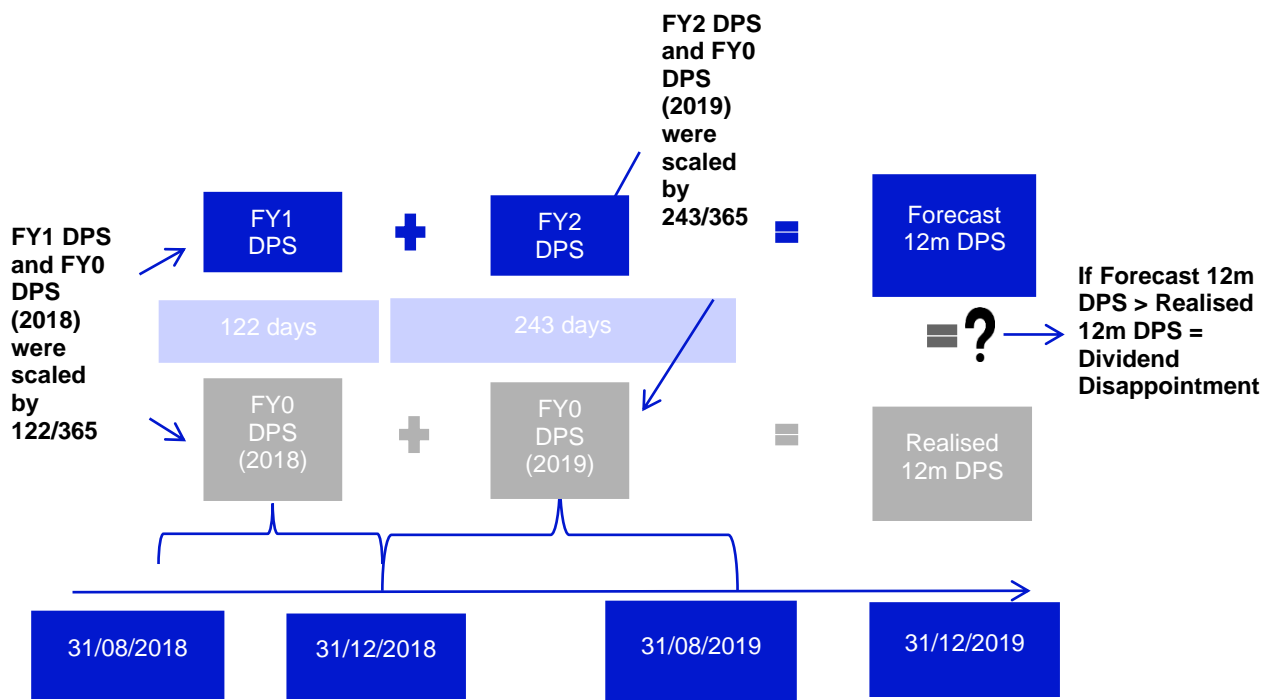 FY2 DPS
and FY0
DPS
(2019)
were
scaled
by
243/365
FY1 DPS
and FY0
DPS
(2018)
were
scaled
by
122/365
FY1
DPS
+
FY2
DPS
=
Forecast
12m DPS
122 days
243 days
=?
If Forecast 12m
DPS > Realised
12m DPS =
Dividend
Disappointment
FY0
DPS
(2018)
+
FY0
DPS
(2019)
=
Realised
12m DPS
31/08/2018
31/12/2018
31/08/2019
31/12/2019